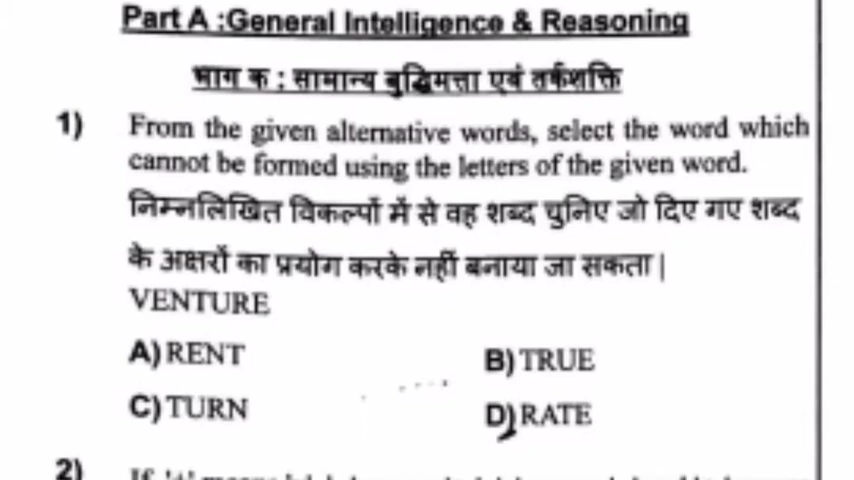 Part A :General Intelligence & Reasoning
भाग क : सामान्य बुद्धिमत्ता एवं तर्कशक्ति
1) From the given alternative words, select the word which
cannot be formed using the letters of the given word.
निम्नलिखित विकल्पों में से वह शब्द चुनिए जो दिए गए शब्द
के अक्षरों का प्रयोग करके नहीं बनाया जा सकता |
VENTURE
A) RENT B) TRUE
C) TURN D) RATE
2) If